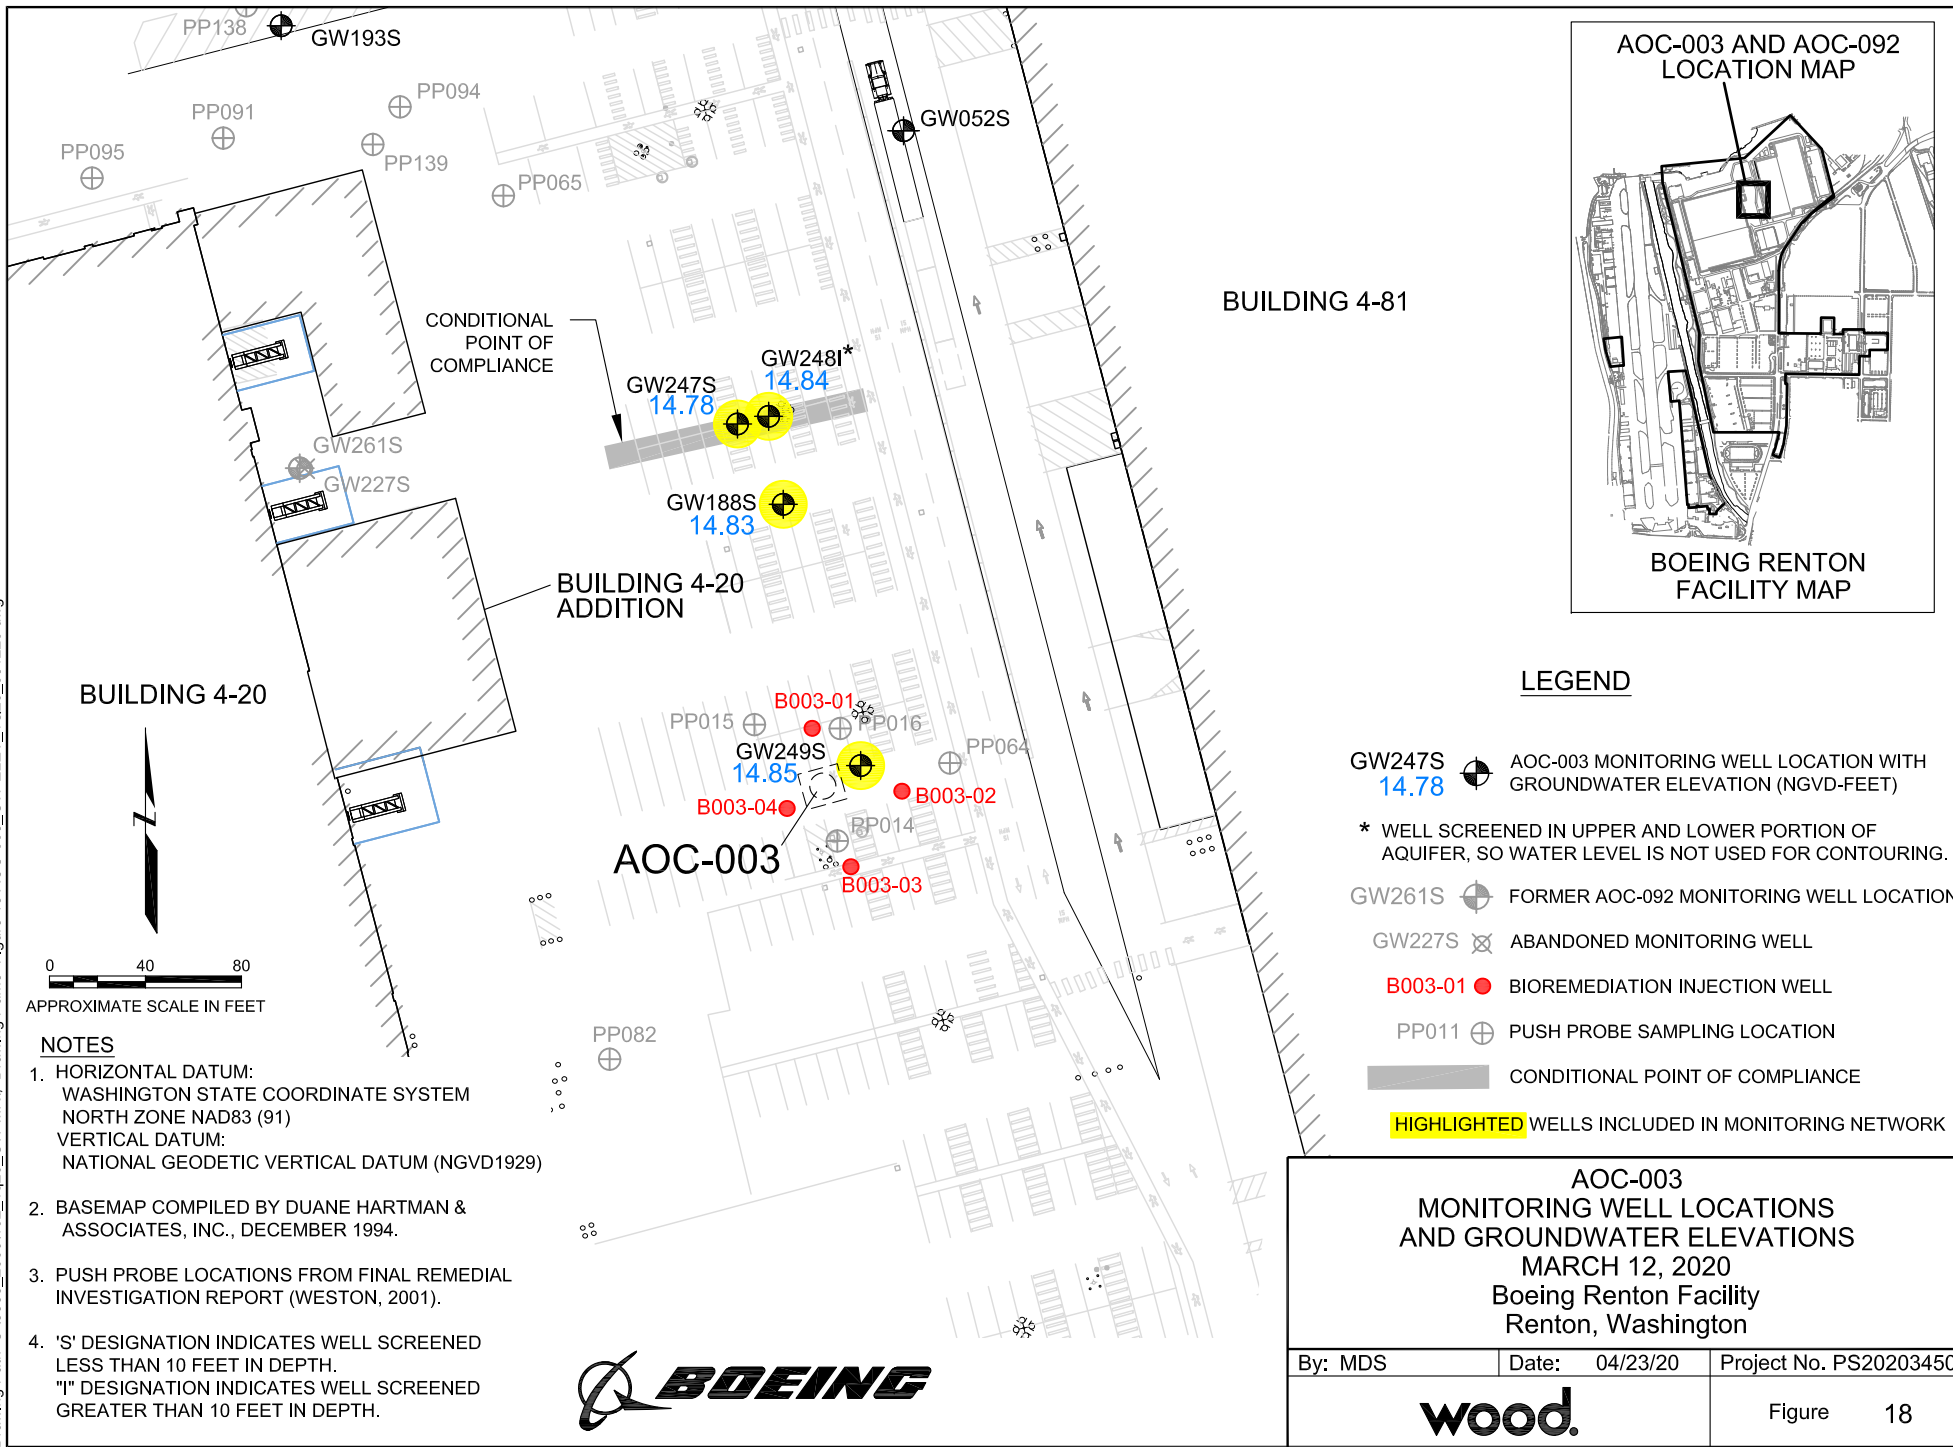 PP138
GW193S
PP091
PP094
PP095
PP139
PP065
GW052S
AOC-003 AND AOC-092
LOCATION MAP
BOEING RENTON
FACILITY MAP
BUILDING 4-81
CONDITIONAL
POINT OF
COMPLIANCE
GW248I*
14.84
GW247S
14.78
GW261S
GW227S
GW188S
14.83
BUILDING 4-20
ADDITION
BUILDING 4-20
B003-01
PP015
PP016
GW249S
14.85
PP064
B003-02
B003-04
PP014
AOC-003
B003-03
PP082
0 40 80
APPROXIMATE SCALE IN FEET
LEGEND
GW247S
14.78
AOC-003 MONITORING WELL LOCATION WITH
GROUNDWATER ELEVATION (NGVD-FEET)
* WELL SCREENED IN UPPER AND LOWER PORTION OF
AQUIFER, SO WATER LEVEL IS NOT USED FOR CONTOURING.
GW261S FORMER AOC-092 MONITORING WELL LOCATION
GW227S ABANDONED MONITORING WELL
B003-01 BIOREMEDIATION INJECTION WELL
PP011 PUSH PROBE SAMPLING LOCATION
CONDITIONAL POINT OF COMPLIANCE
HIGHLIGHTED WELLS INCLUDED IN MONITORING NETWORK
NOTES
1. HORIZONTAL DATUM:
WASHINGTON STATE COORDINATE SYSTEM
NORTH ZONE NAD83 (91)
VERTICAL DATUM:
NATIONAL GEODETIC VERTICAL DATUM (NGVD1929)
2. BASEMAP COMPILED BY DUANE HARTMAN &
ASSOCIATES, INC., DECEMBER 1994.
3. PUSH PROBE LOCATIONS FROM FINAL REMEDIAL
INVESTIGATION REPORT (WESTON, 2001).
4. 'S' DESIGNATION INDICATES WELL SCREENED
LESS THAN 10 FEET IN DEPTH.
"I" DESIGNATION INDICATES WELL SCREENED
GREATER THAN 10 FEET IN DEPTH.
BOEING
AOC-003
MONITORING WELL LOCATIONS
AND GROUNDWATER ELEVATIONS
MARCH 12, 2020
Boeing Renton Facility
Renton, Washington
By: MDS
Date: 04/23/20
Project No. PS20203450
wood.
Figure 18
Z